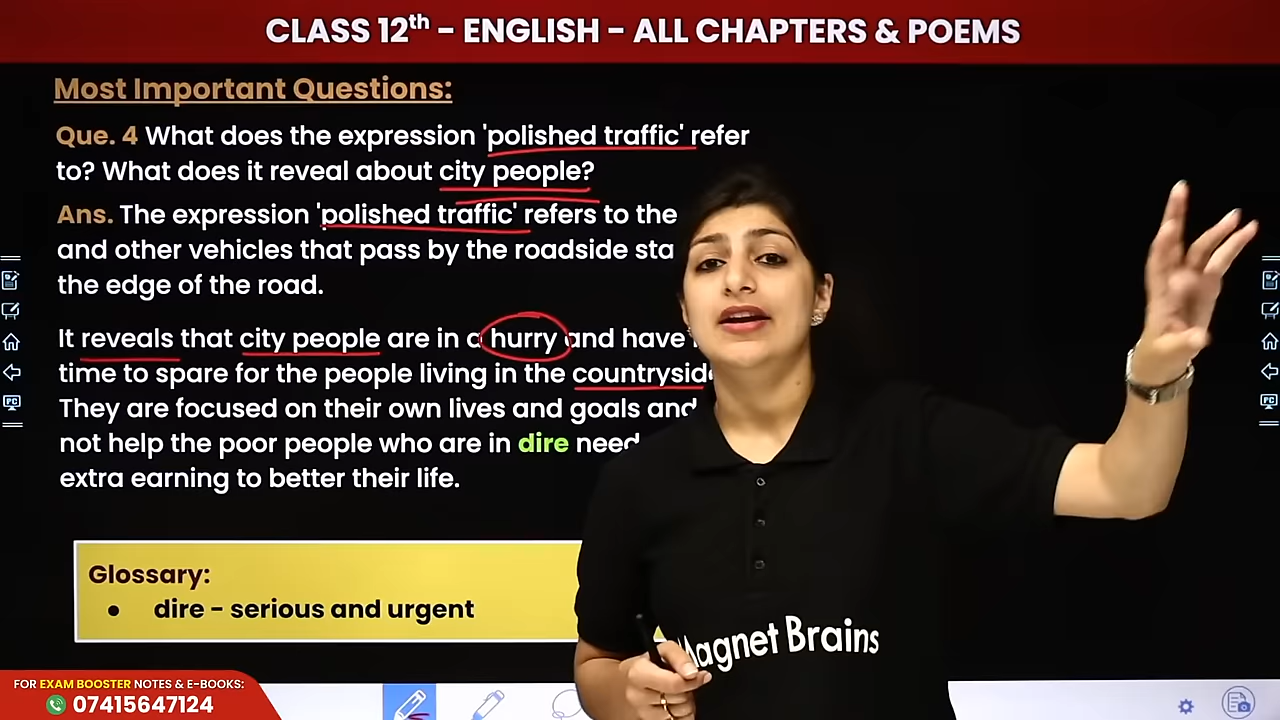 CLASS 12th - ENGLISH - ALL CHAPTERS & POEMS
Most Important Questions:
Que. 4 What does the expression 'polished traffic' refer
to? What does it reveal about city people?
Ans. The expression 'polished traffic' refers to the
and other vehicles that pass by the roadside
the edge of the road.
It reveals that city people are in a hurry and have
time to spare for the people living in the
They are focused on their own lives and goals and
not help the poor people who are in dire
extra earning to better their life.
Glossary:
● dire - serious and urgent
Magnet Brains
FOR EXAM BOOSTER NOTES & E-BOOKS:
07415647124